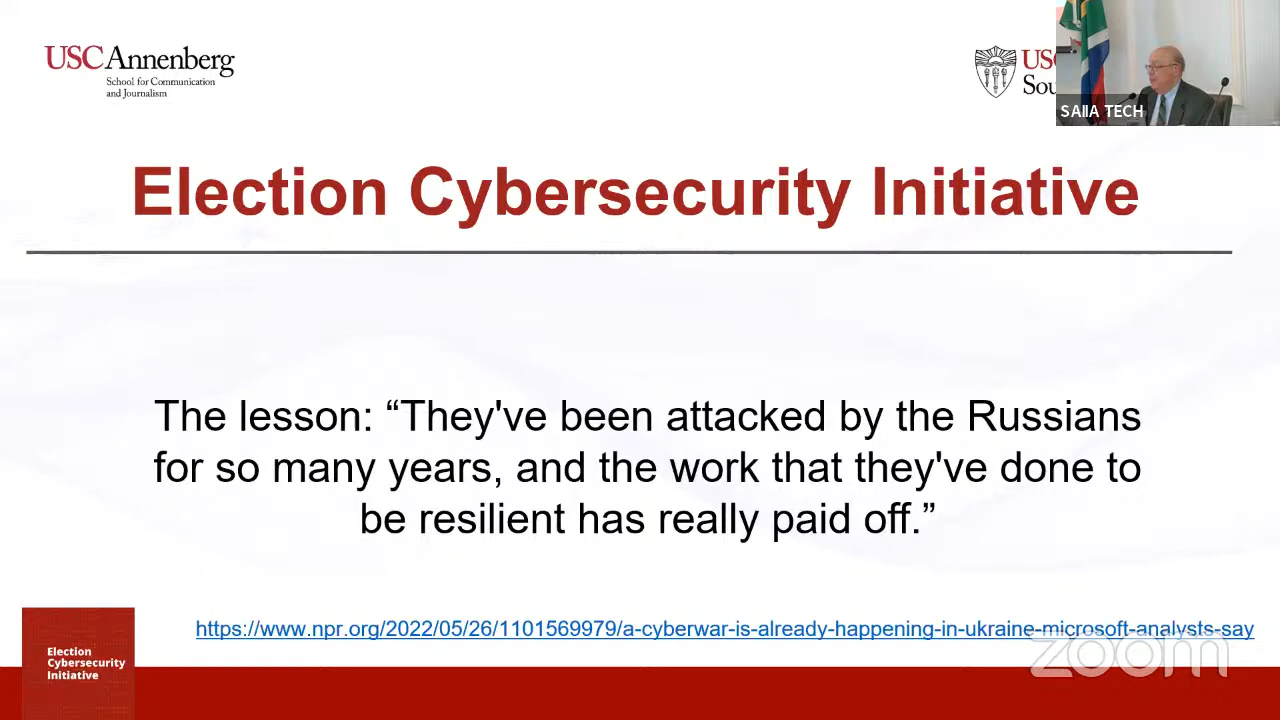 USC Annenberg
School for Communication
and Journalism
SAIIA TECH
Election Cybersecurity Initiative
The lesson: “They've been attacked by the Russians
for so many years, and the work that they've done to
be resilient has really paid off.”
https://www.npr.org/2022/05/26/1101569979/a-cyberwar-is-already-happening-in-ukraine-microsoft-analysts-say
Election
Cybersecurity
Initiative
zoom